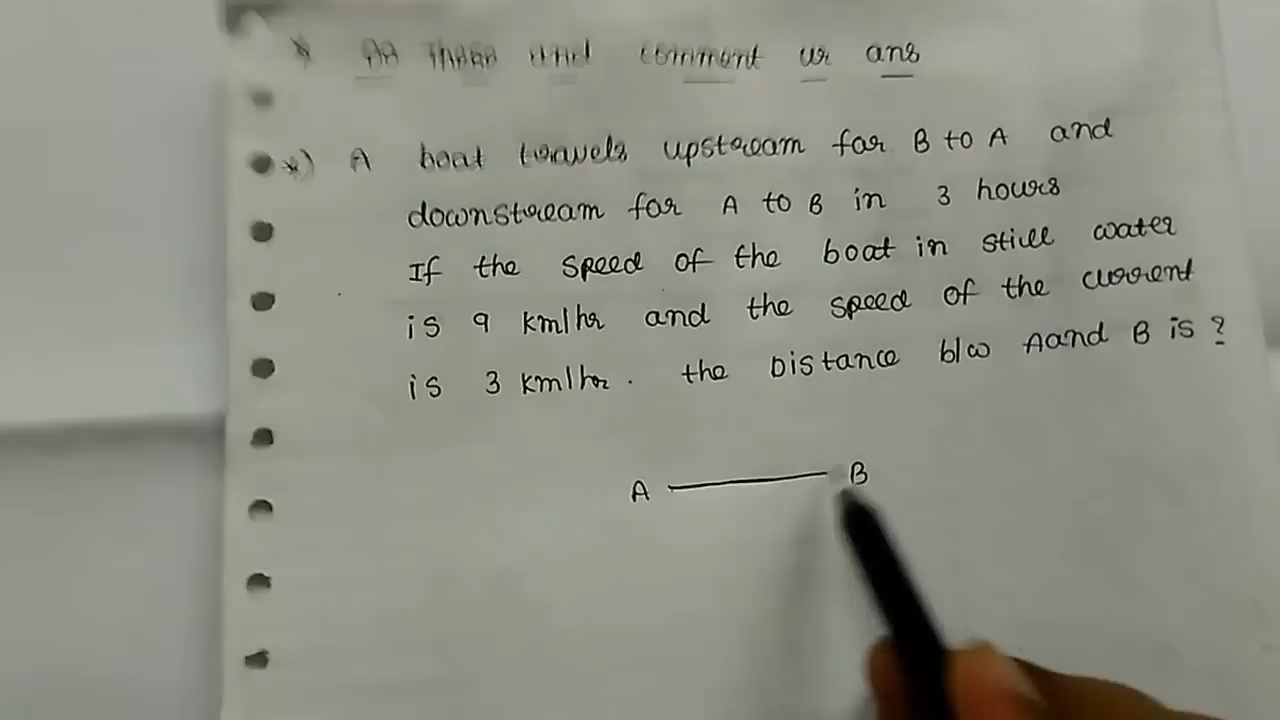 comment ur ans
*) A boat travels upstream for B to A and
downstream for A to B in 3 hours
If the speed of the boat in still water
is 9 km/hr and the speed of the current
is 3 km/hr. the Distance b/w A and B is ?
A B